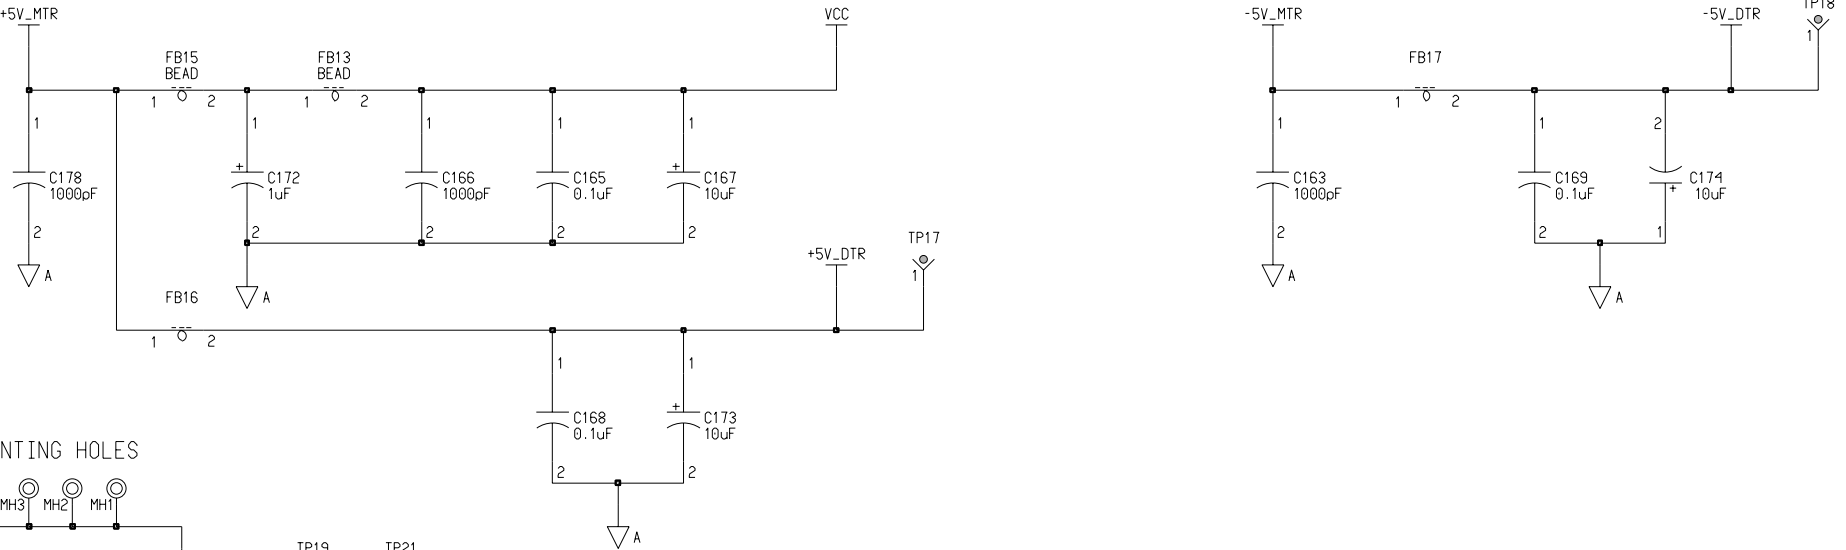 +5V_MTR
VCC
-5V_MTR
-5V_DTR
TP18
1
FB15
BEAD
FB13
BEAD
FB17
1 2
1 2
1 2
1
1
1
1
1
1
1
2
+
C178
1000pF
C172
1uF
C166
1000pF
C165
0.1uF
+
C167
10uF
C163
1000pF
C169
0.1uF
C174
+ 10uF
2
2
2
2
2
2
2
1
TP17
1
+5V_DTR
A
A
A
A
FB16
1 2
1
1
C168
0.1uF
+
C173
10uF
2
2
A
NTING HOLES
MH3 MH2 MH1
TP19
TP21